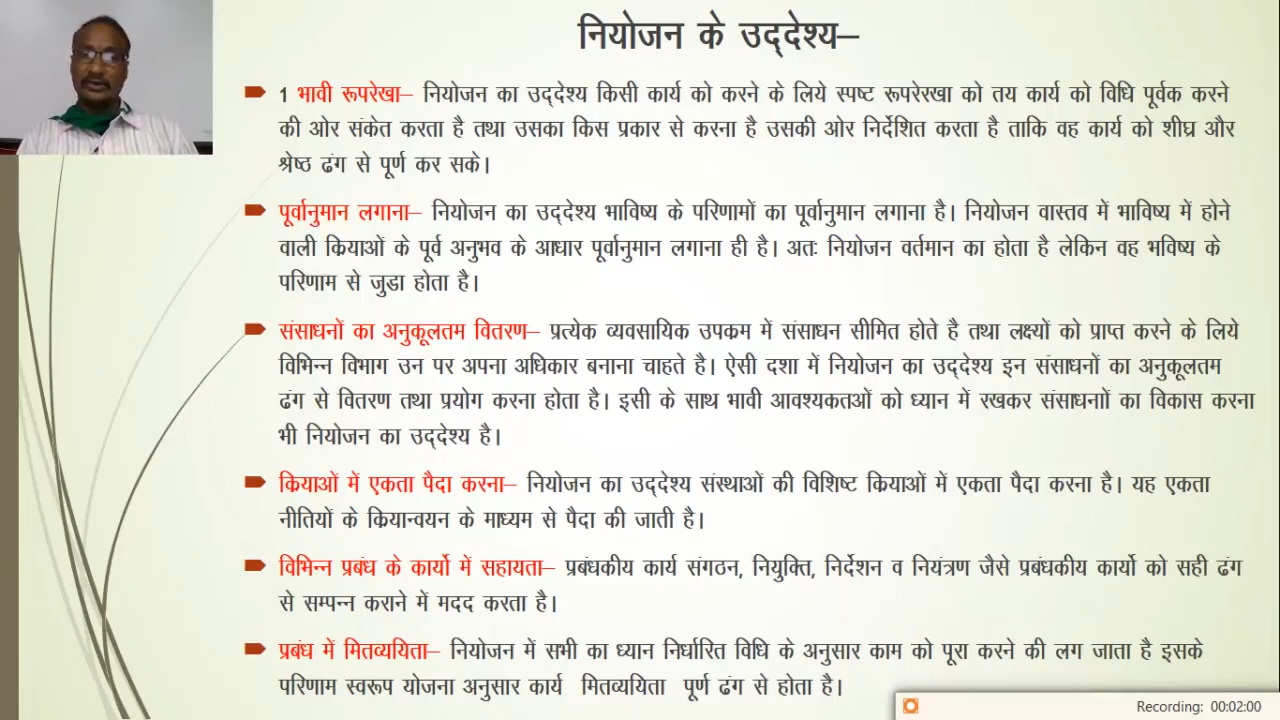 नियोजन के उद्देश्य–
1 भावी रूपरेखा– नियोजन का उद्देश्य किसी कार्य को करने के लिये स्पष्ट रूपरेरखा को तय कार्य को विधि पूर्वक करने
की ओर संकेत करता है तथा उसका किस प्रकार से करना है उसकी ओर निर्देशित करता है ताकि वह कार्य को शीघ्र और
श्रेष्ठ ढंग से पूर्ण कर सके।
पूर्वानुमान लगाना– नियोजन का उद्देश्य भाविष्य के परिणामों का पूर्वानुमान लगाना है। नियोजन वास्तव में भाविष्य में होने
वाली कियाओं के पूर्व अनुभव के आधार पूर्वानुमान लगाना ही है। अतः नियोजन वर्तमान का होता है लेकिन वह भविष्य के
परिणाम से जुडा होता है।
संसाधनों का अनुकूलतम वितरण– प्रत्येक व्यवसायिक उपकम में संसाधन सीमित होते है तथा लक्ष्यों को प्राप्त करने के लिये
विभिन्न विभाग उन पर अपना अधिकार बनाना चाहते है। ऐसी दशा में नियोजन का उद्देश्य इन संसाधनों का अनुकूलतम
ढंग से वितरण तथा प्रयोग करना होता है। इसी के साथ भावी आवश्यकतओं को ध्यान में रखकर संसाधनाों का विकास करना
भी नियोजन का उद्देश्य है।
कियाओं में एकता पैदा करना– नियोजन का उद्देश्य संस्थाओं की विशिष्ट कियाओं में एकता पैदा करना है। यह एकता
नीतियों के कियान्वयन के माध्यम से पैदा की जाती है।
विभिन्न प्रबंध के कार्यो में सहायता– प्रबंधकीय कार्य संगठन, नियुक्ति, निर्देशन व नियंत्रण जैसे प्रबंधकीय कार्यो को सही ढंग
से सम्पन्न कराने में मदद करता है।
प्रबंध में मितव्ययिता– नियोजन में सभी का ध्यान निर्धारित विधि के अनुसार काम को पूरा करने की लग जाता है इसके
परिणाम स्वरूप योजना अनुसार कार्य मितव्ययिता पूर्ण ढंग से होता है।
Recording: 00:02:00